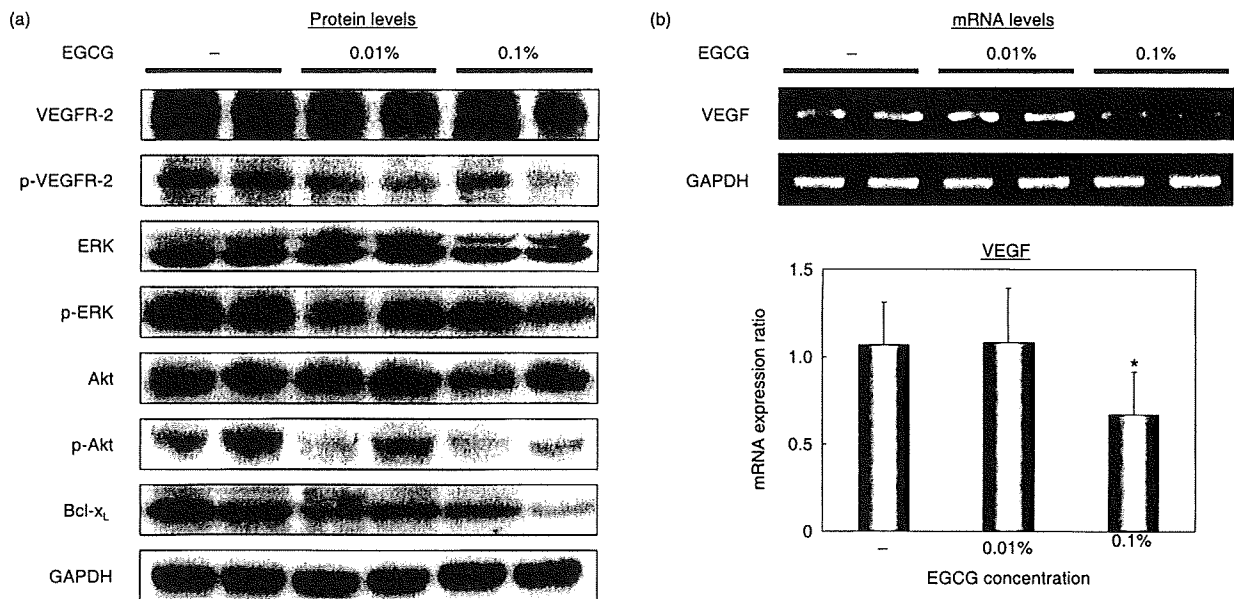 (a)
Protein levels
EGCG – 0.01% 0.1%
VEGFR-2
p-VEGFR-2
ERK
p-ERK
Akt
p-Akt
Bcl-xL
GAPDH
(b)
mRNA levels
EGCG – 0.01% 0.1%
VEGF
GAPDH
VEGF
1.5
1.0
0.5
0
mRNA expression ratio
*
– 0.01% 0.1%
EGCG concentration